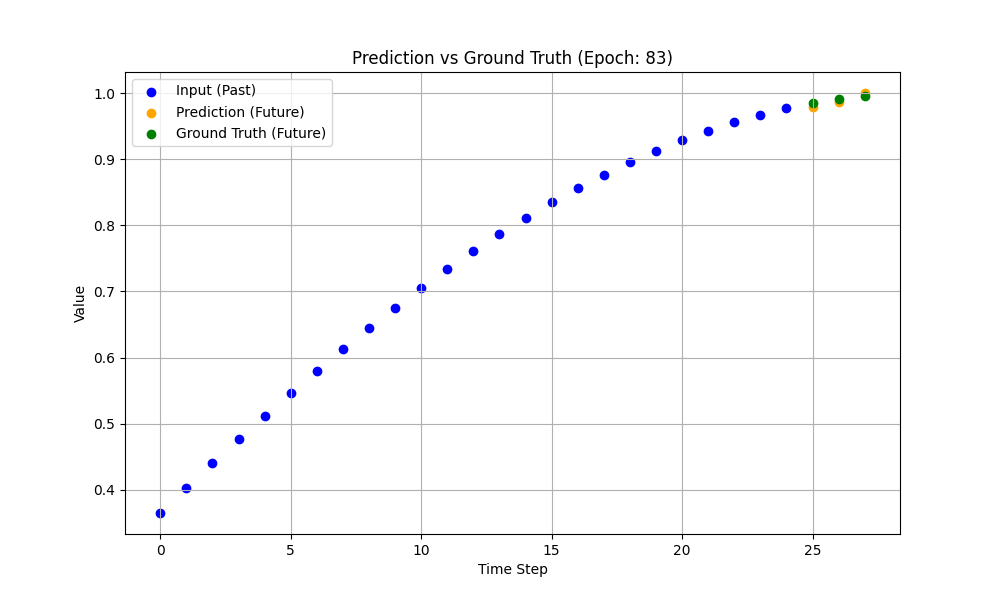 Prediction vs Ground Truth (Epoch: 83)
Input (Past)
Prediction (Future)
Ground Truth (Future)
1.0
0.9
0.8
0.7
0.6
0.5
0.4
Value
0 5 10 15 20 25
Time Step